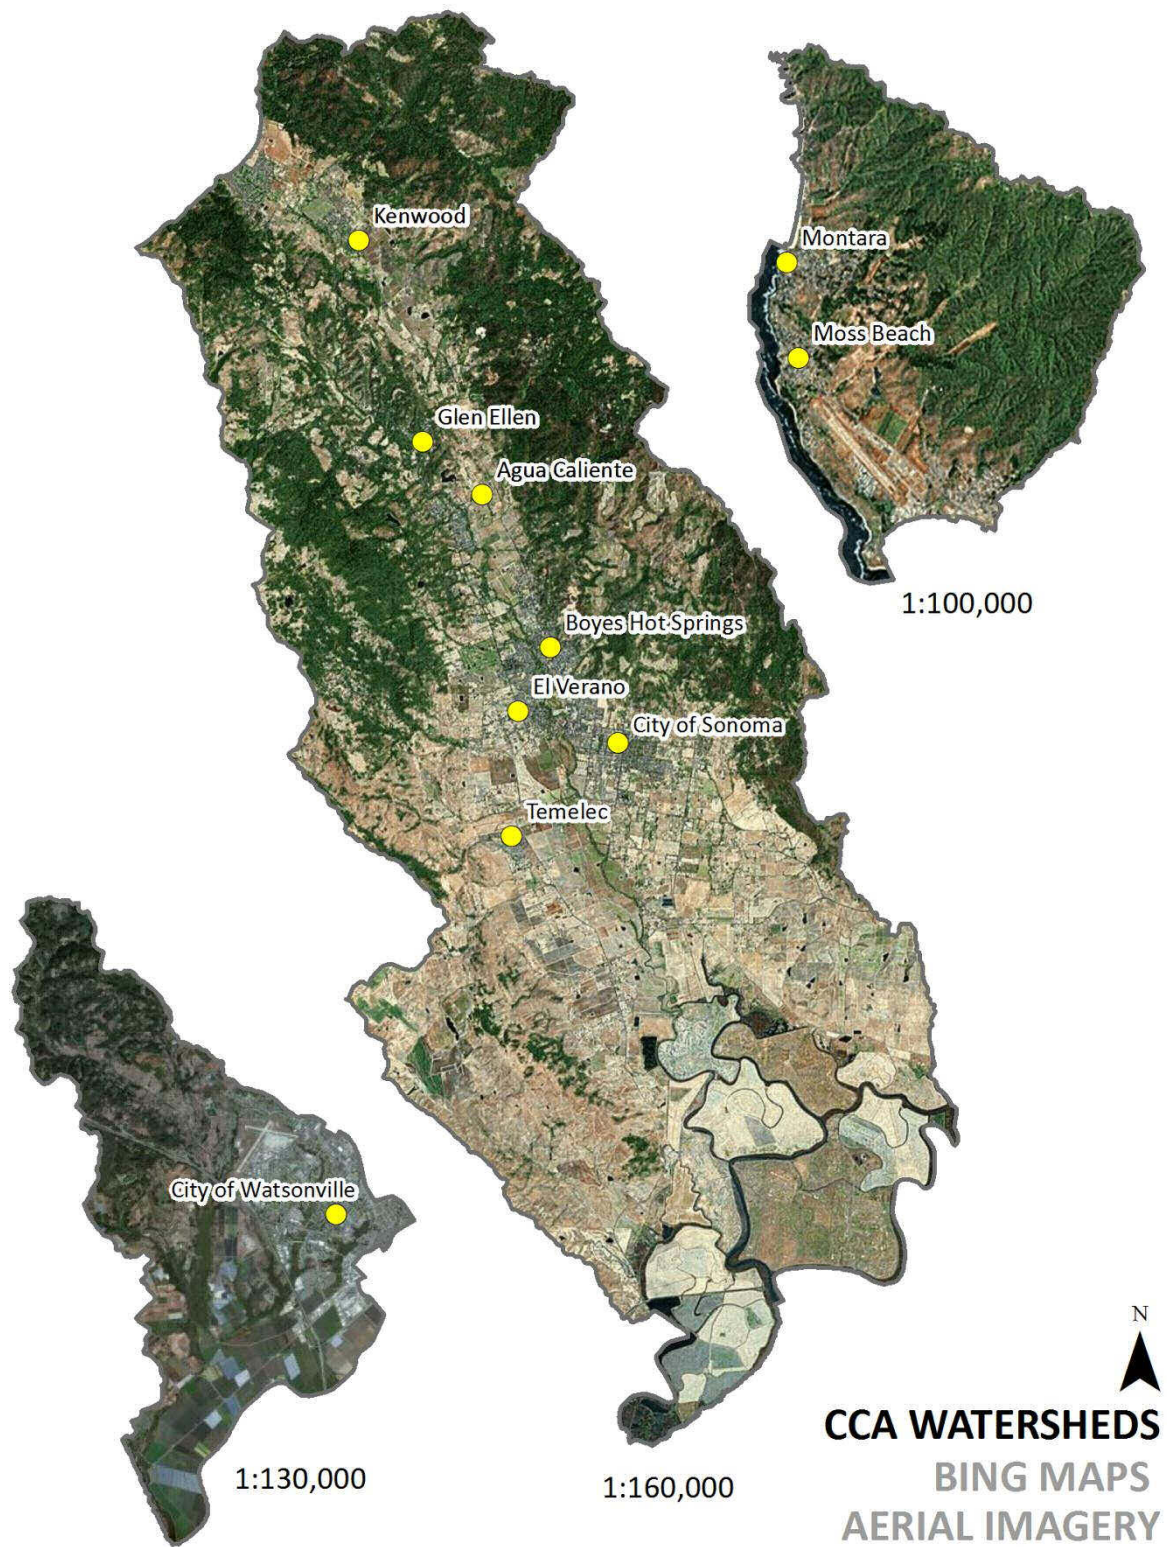 Kenwood
Montara
Moss Beach
Glen Ellen
Agua Caliente
1:100,000
Boyes Hot Springs
El Verano
City of Sonoma
Temelec
City of Watsonville
N
CCA WATERSHEDS
1:130,000
1:160,000
BING MAPS
AERIAL IMAGERY